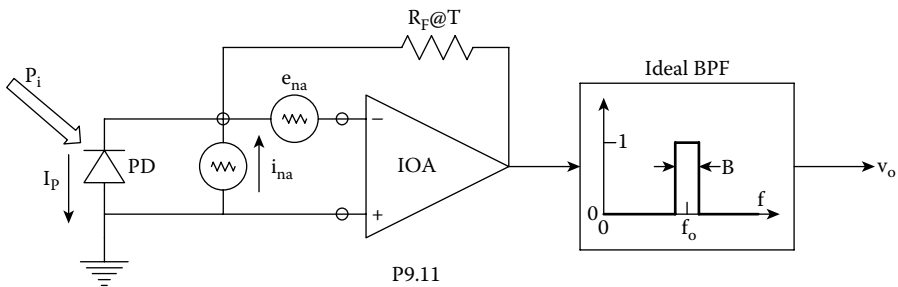 R_F@T
P_i
e_na
Ideal BPF
−
−1
PD
i_na
IOA
B
v_o
I_P
+
f
0
0
f_o
P9.11